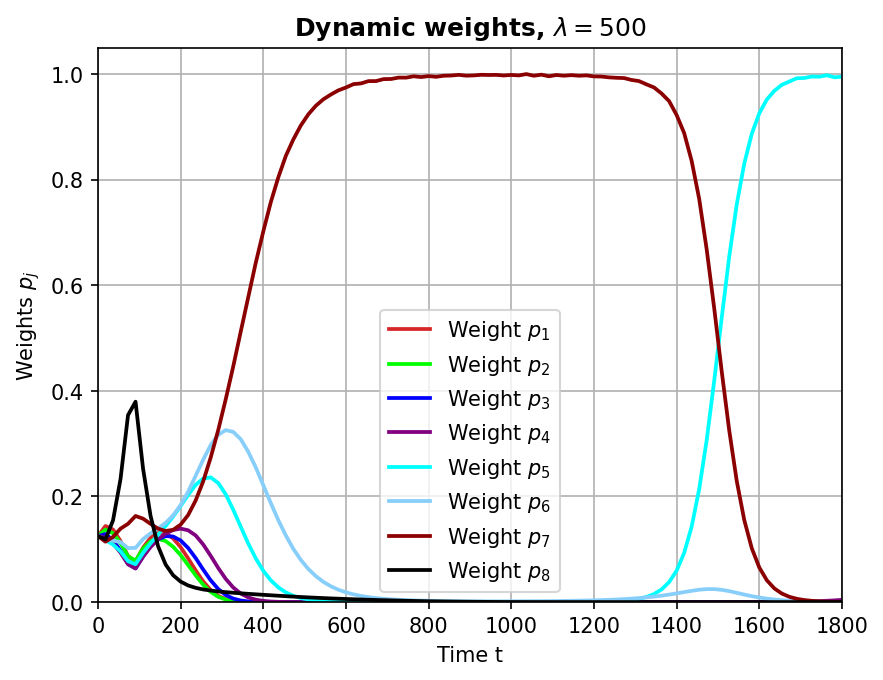 Dynamic weights, λ = 500
Weights p_j
1.0
0.8
0.6
0.4
0.2
0.0
Weight p_1
Weight p_2
Weight p_3
Weight p_4
Weight p_5
Weight p_6
Weight p_7
Weight p_8
0 200 400 600 800 1000 1200 1400 1600 1800
Time t